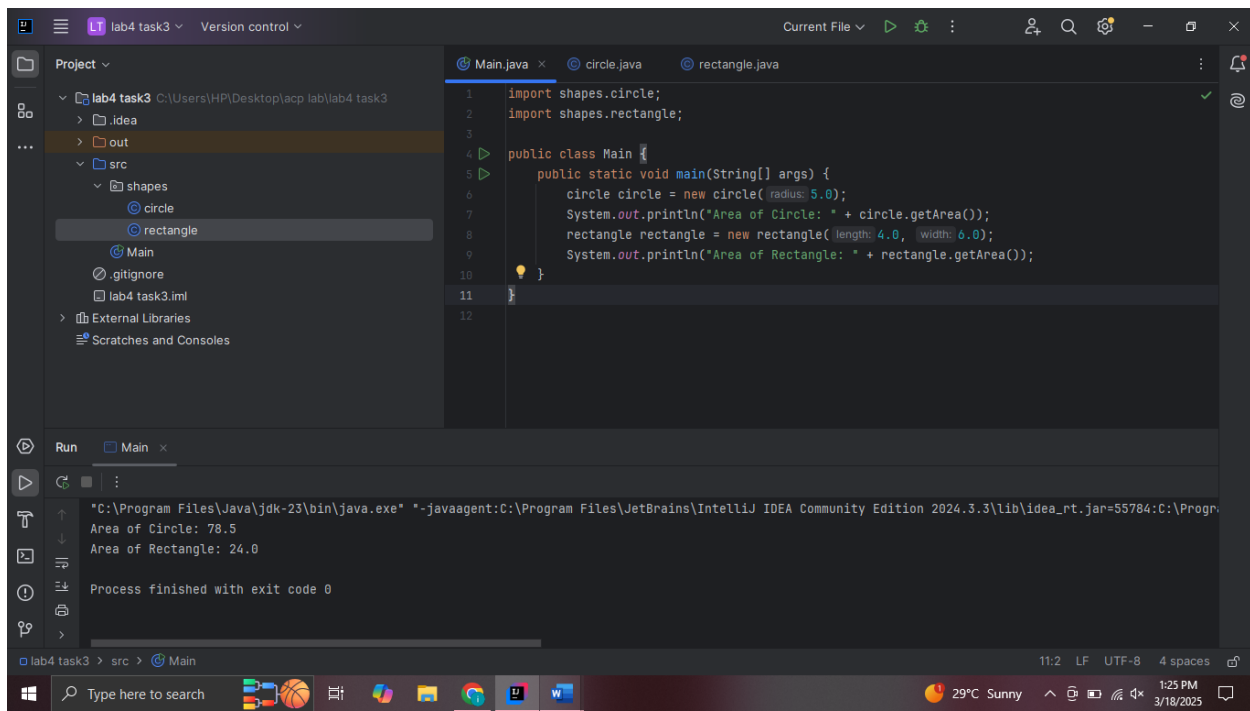 LT lab4 task3 Version control Current File
Project
Main.java circle.java rectangle.java
lab4 task3 C:\Users\HP\Desktop\acp lab\lab4 task3
.idea
out
src
shapes
circle
rectangle
Main
.gitignore
lab4 task3.iml
External Libraries
Scratches and Consoles
1 import shapes.circle;
2 import shapes.rectangle;
3
4 public class Main {
5 public static void main(String[] args) {
6 circle circle = new circle( radius: 5.0);
7 System.out.println("Area of Circle: " + circle.getArea());
8 rectangle rectangle = new rectangle( length: 4.0, width: 6.0);
9 System.out.println("Area of Rectangle: " + rectangle.getArea());
10 }
11 }
12
Run Main
"C:\Program Files\Java\jdk-23\bin\java.exe" "-javaagent:C:\Program Files\JetBrains\IntelliJ IDEA Community Edition 2024.3.3\lib\idea_rt.jar=55784:C:\Progr
Area of Circle: 78.5
Area of Rectangle: 24.0
Process finished with exit code 0
lab4 task3 > src > Main 11:2 LF UTF-8 4 spaces
Type here to search 29°C Sunny 1:25 PM
3/18/2025